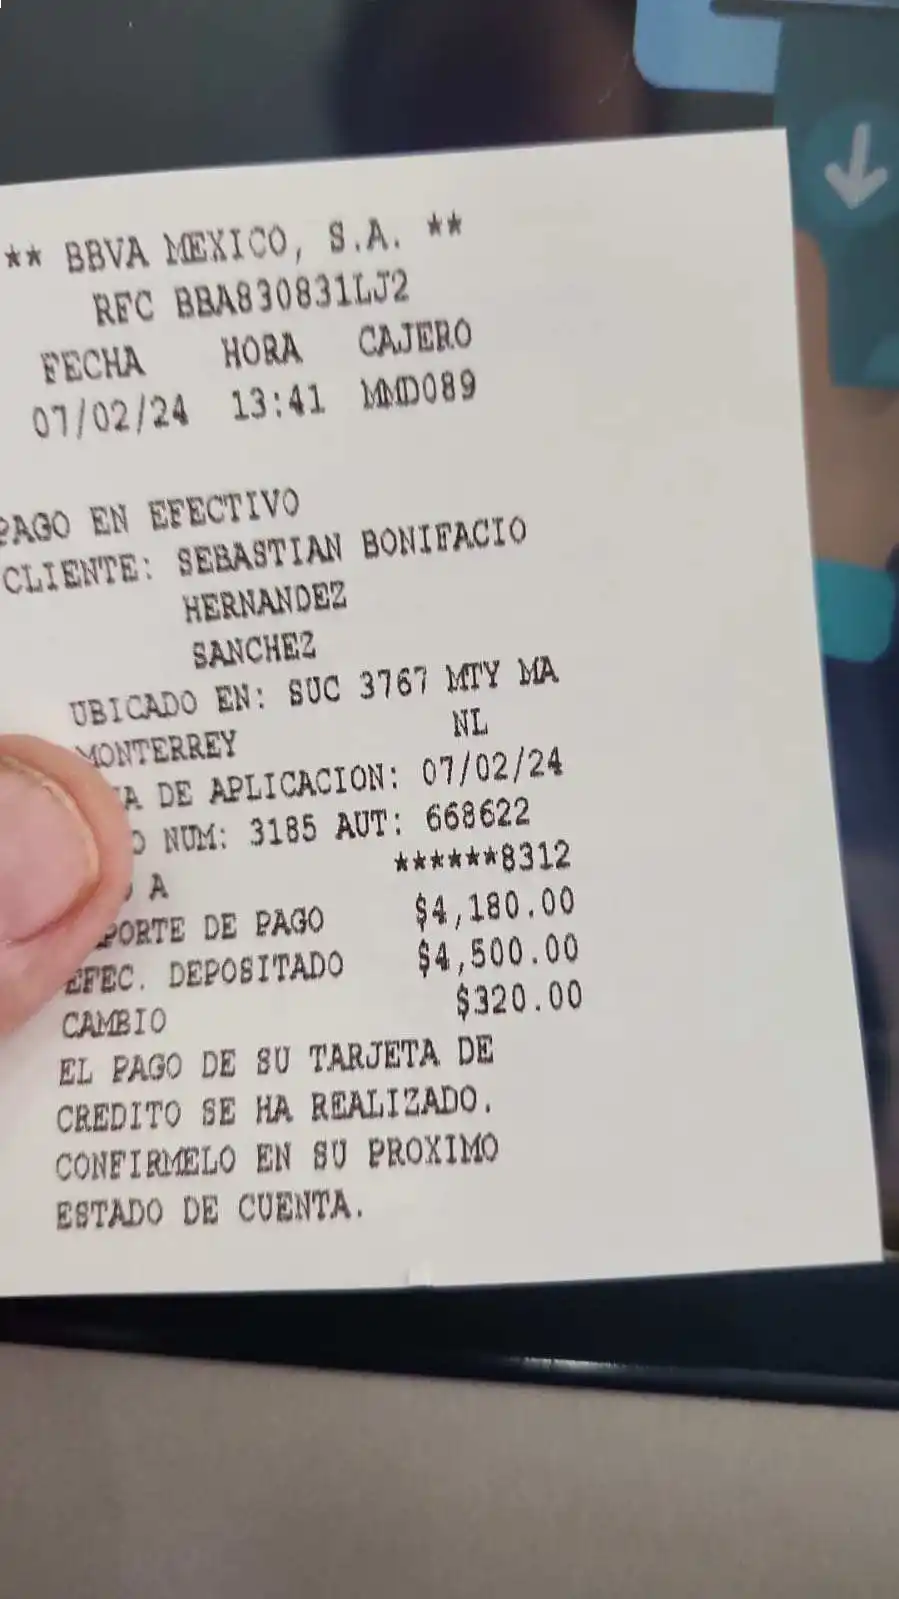 ** BBVA MEXICO, S.A. **
RFC BBA830831LJ2
FECHA HORA CAJERO
07/02/24 13:41 MMD089
PAGO EN EFECTIVO
CLIENTE: SEBASTIAN BONIFACIO
HERNANDEZ
SANCHEZ
UBICADO EN: SUC 3767 MTY MA
MONTERREY NL
A DE APLICACION: 07/02/24
O NUM: 3185 AUT: 668622
******8312
O A
PORTE DE PAGO $4,180.00
EFEC. DEPOSITADO $4,500.00
CAMBIO $320.00
EL PAGO DE SU TARJETA DE
CREDITO SE HA REALIZADO.
CONFIRMELO EN SU PROXIMO
ESTADO DE CUENTA.